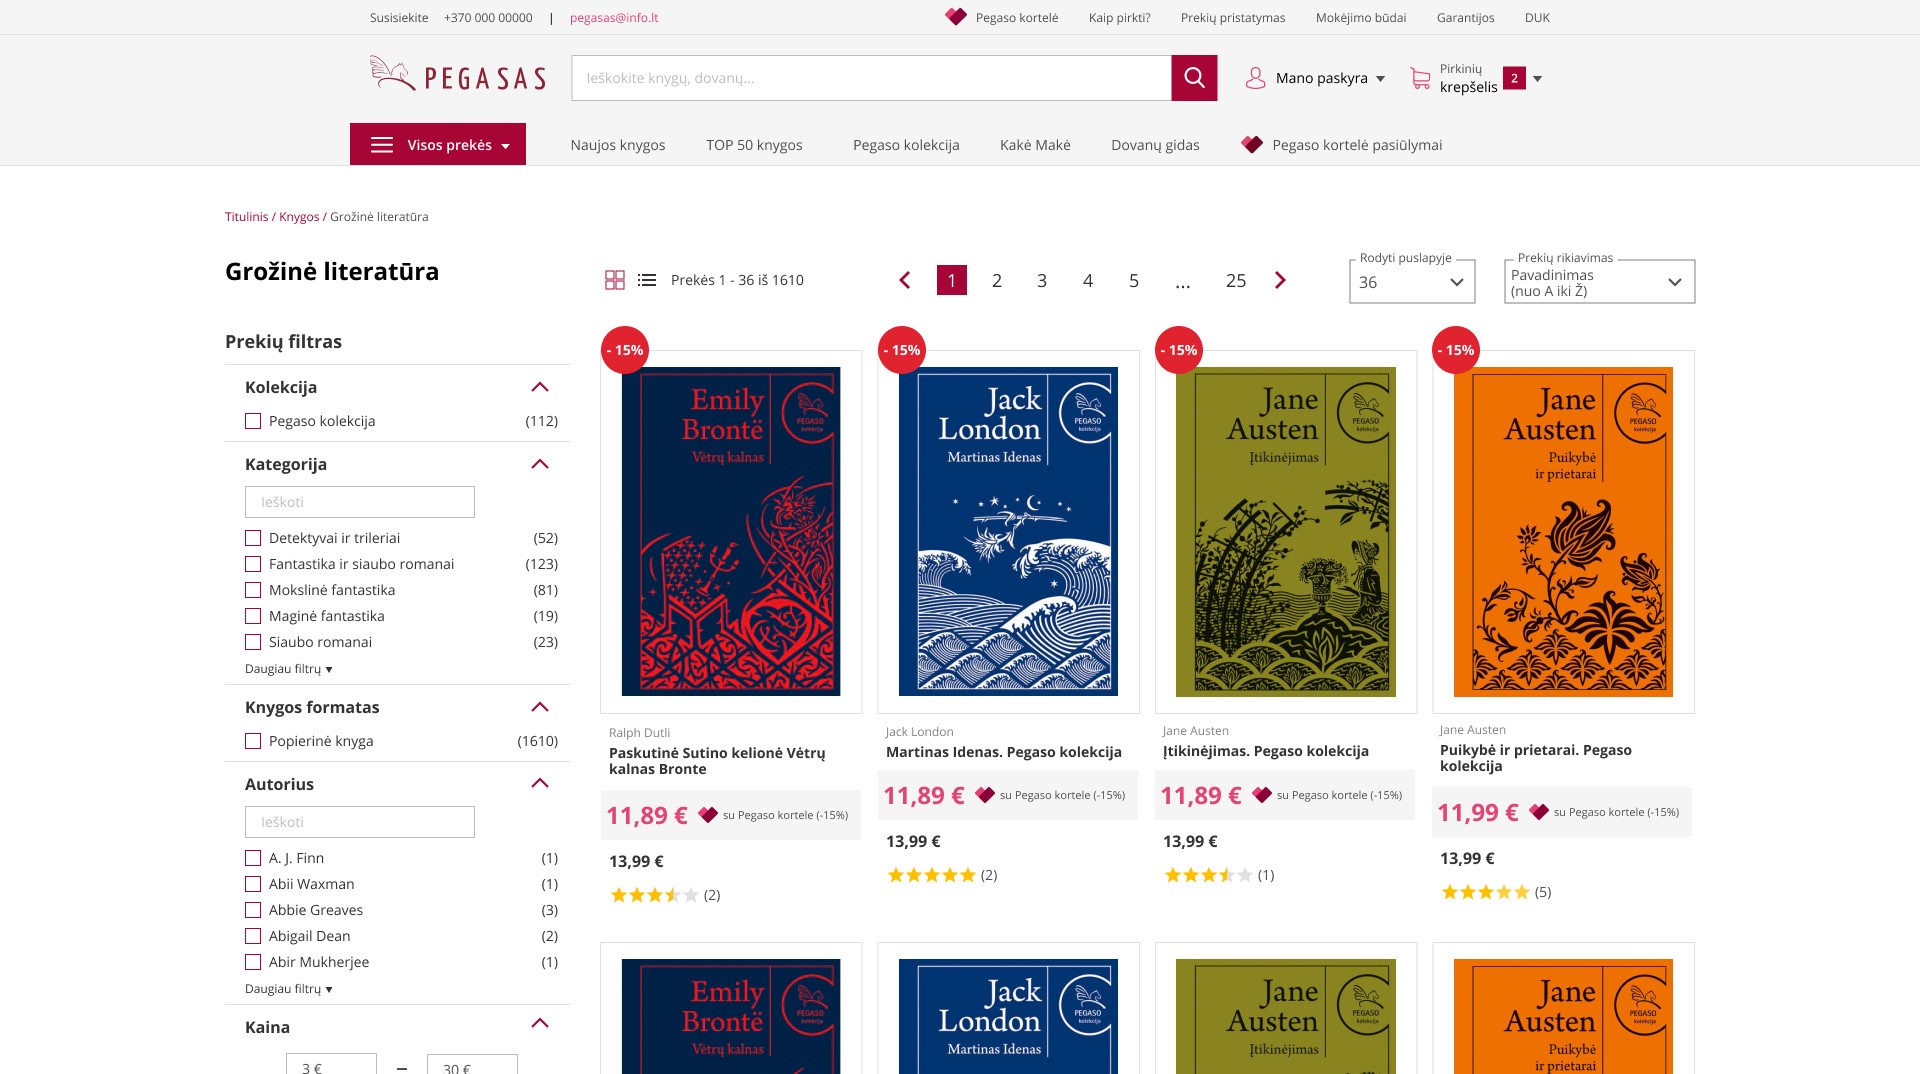 Susisiekite +370 000 00000 | pegasas@info.lt
Pegaso kortelė Kaip pirkti? Prekių pristatymas Mokėjimo būdai Garantijos DUK
PEGASAS
Ieškokite knygų, dovanų...
Mano paskyra
Pirkinių
krepšelis 2
Visos prekės
Naujos knygos TOP 50 knygos Pegaso kolekcija Kakė Makė Dovanų gidas Pegaso kortelė pasiūlymai
Titulinis / Knygos / Grožinė literatūra
Grožinė literatūra
Prekės 1 - 36 iš 1610
1 2 3 4 5 ... 25
Rodyti puslapyje
36
Prekių rikiavimas
Pavadinimas
(nuo A iki Ž)
Prekių filtras
Kolekcija
Pegaso kolekcija (112)
Kategorija
Ieškoti
Detektyvai ir trileriai (52)
Fantastika ir siaubo romanai (123)
Mokslinė fantastika (81)
Maginė fantastika (19)
Siaubo romanai (23)
Daugiau filtrų
Knygos formatas
Popierinė knyga (1610)
Autorius
Ieškoti
A. J. Finn (1)
Abii Waxman (1)
Abbie Greaves (3)
Abigail Dean (2)
Abir Mukherjee (1)
Daugiau filtrų
Kaina
3 € – 30 €
- 15%
Emily
Brontë
Vėtrų kalnas
PEGASO
kolekcija
Ralph Dutli
Paskutinė Sutino kelionė Vėtrų
kalnas Bronte
11,89 € su Pegaso kortele (-15%)
13,99 €
(2)
- 15%
Jack
London
Martinas Idenas
PEGASO
kolekcija
Jack London
Martinas Idenas. Pegaso kolekcija
11,89 € su Pegaso kortele (-15%)
13,99 €
(2)
- 15%
Jane
Austen
Įtikinėjimas
PEGASO
kolekcija
Jane Austen
Įtikinėjimas. Pegaso kolekcija
11,89 € su Pegaso kortele (-15%)
13,99 €
(1)
- 15%
Jane
Austen
Puikybė
ir prietarai
PEGASO
kolekcija
Jane Austen
Puikybė ir prietarai. Pegaso
kolekcija
11,99 € su Pegaso kortele (-15%)
13,99 €
(5)
Emily
Brontë
Vėtrų kalnas
PEGASO
kolekcija
Jack
London
Martinas Idenas
PEGASO
kolekcija
Jane
Austen
Įtikinėjimas
PEGASO
kolekcija
Jane
Austen
Puikybė
ir prietarai
PEGASO
kolekcija